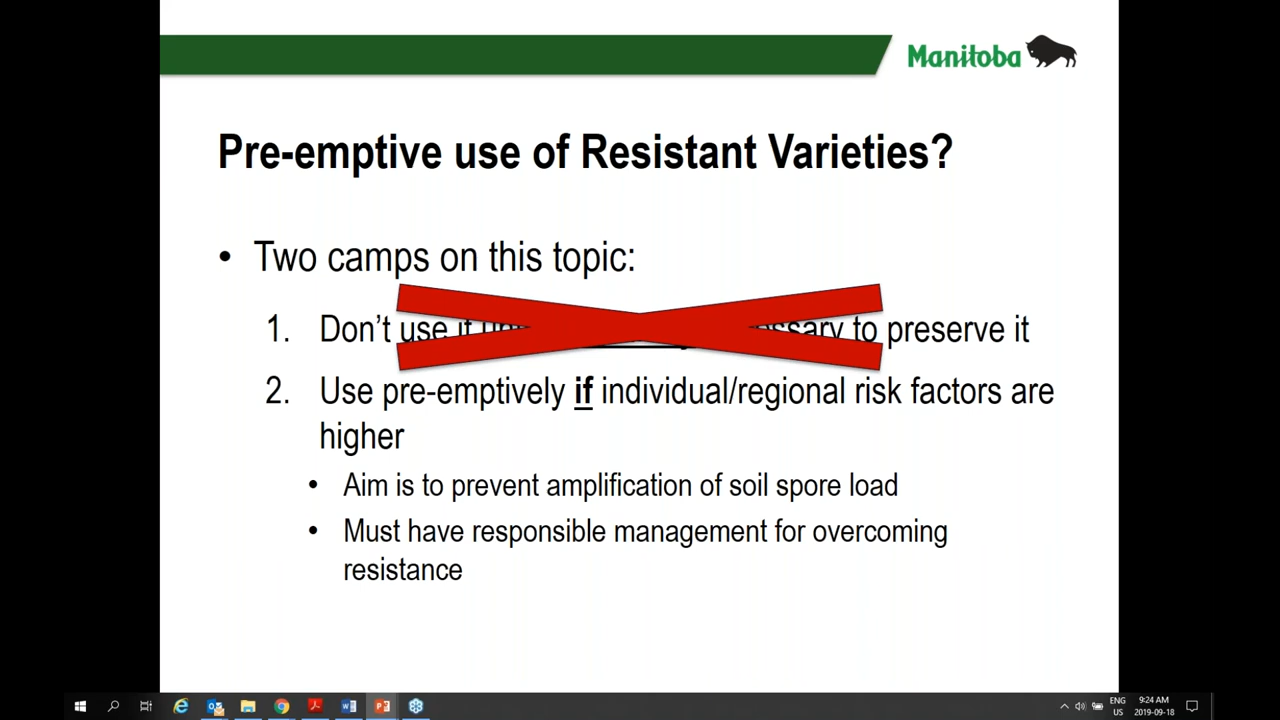 Manitoba
Pre-emptive use of Resistant Varieties?
• Two camps on this topic:
1. Don't use it to preserve it
2. Use pre-emptively if individual/regional risk factors are
higher
• Aim is to prevent amplification of soil spore load
• Must have responsible management for overcoming
resistance
ENG
US
9:24 AM
2019-09-18